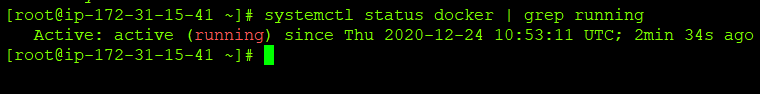 [root@ip-172-31-15-41 ~]# systemctl status docker | grep running
Active: active (running) since Thu 2020-12-24 10:53:11 UTC; 2min 34s ago
[root@ip-172-31-15-41 ~]#